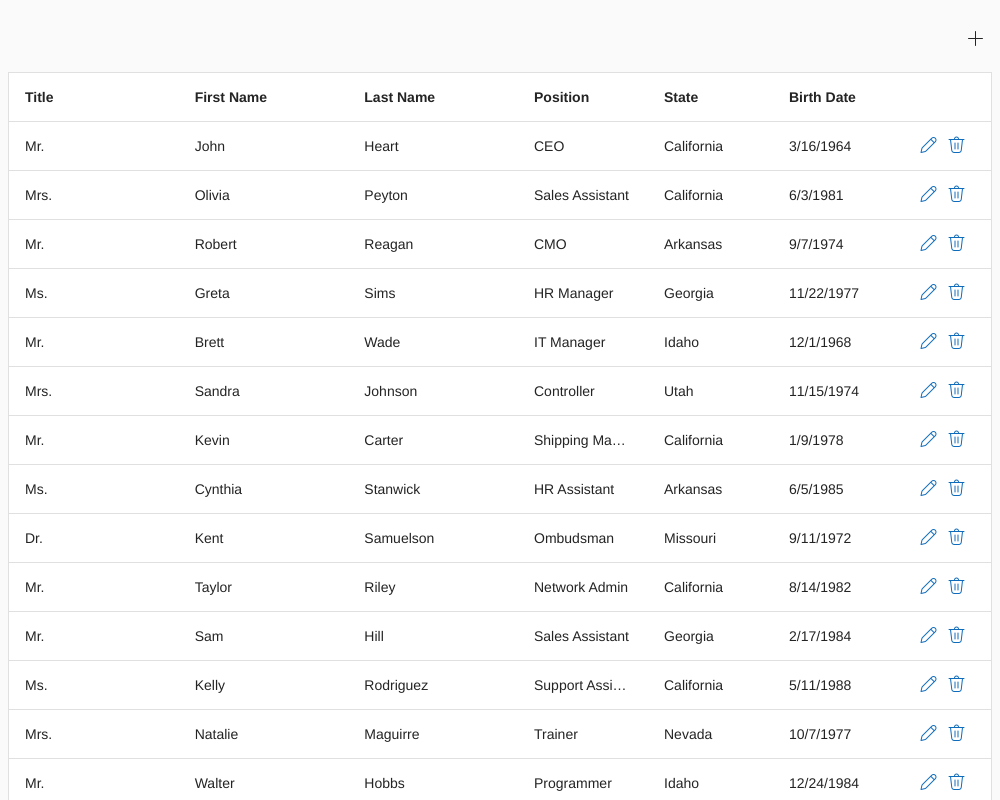 Title First Name Last Name Position State Birth Date
Mr. John Heart CEO California 3/16/1964
Mrs. Olivia Peyton Sales Assistant California 6/3/1981
Mr. Robert Reagan CMO Arkansas 9/7/1974
Ms. Greta Sims HR Manager Georgia 11/22/1977
Mr. Brett Wade IT Manager Idaho 12/1/1968
Mrs. Sandra Johnson Controller Utah 11/15/1974
Mr. Kevin Carter Shipping Ma... California 1/9/1978
Ms. Cynthia Stanwick HR Assistant Arkansas 6/5/1985
Dr. Kent Samuelson Ombudsman Missouri 9/11/1972
Mr. Taylor Riley Network Admin California 8/14/1982
Mr. Sam Hill Sales Assistant Georgia 2/17/1984
Ms. Kelly Rodriguez Support Assi... California 5/11/1988
Mrs. Natalie Maguirre Trainer Nevada 10/7/1977
Mr. Walter Hobbs Programmer Idaho 12/24/1984